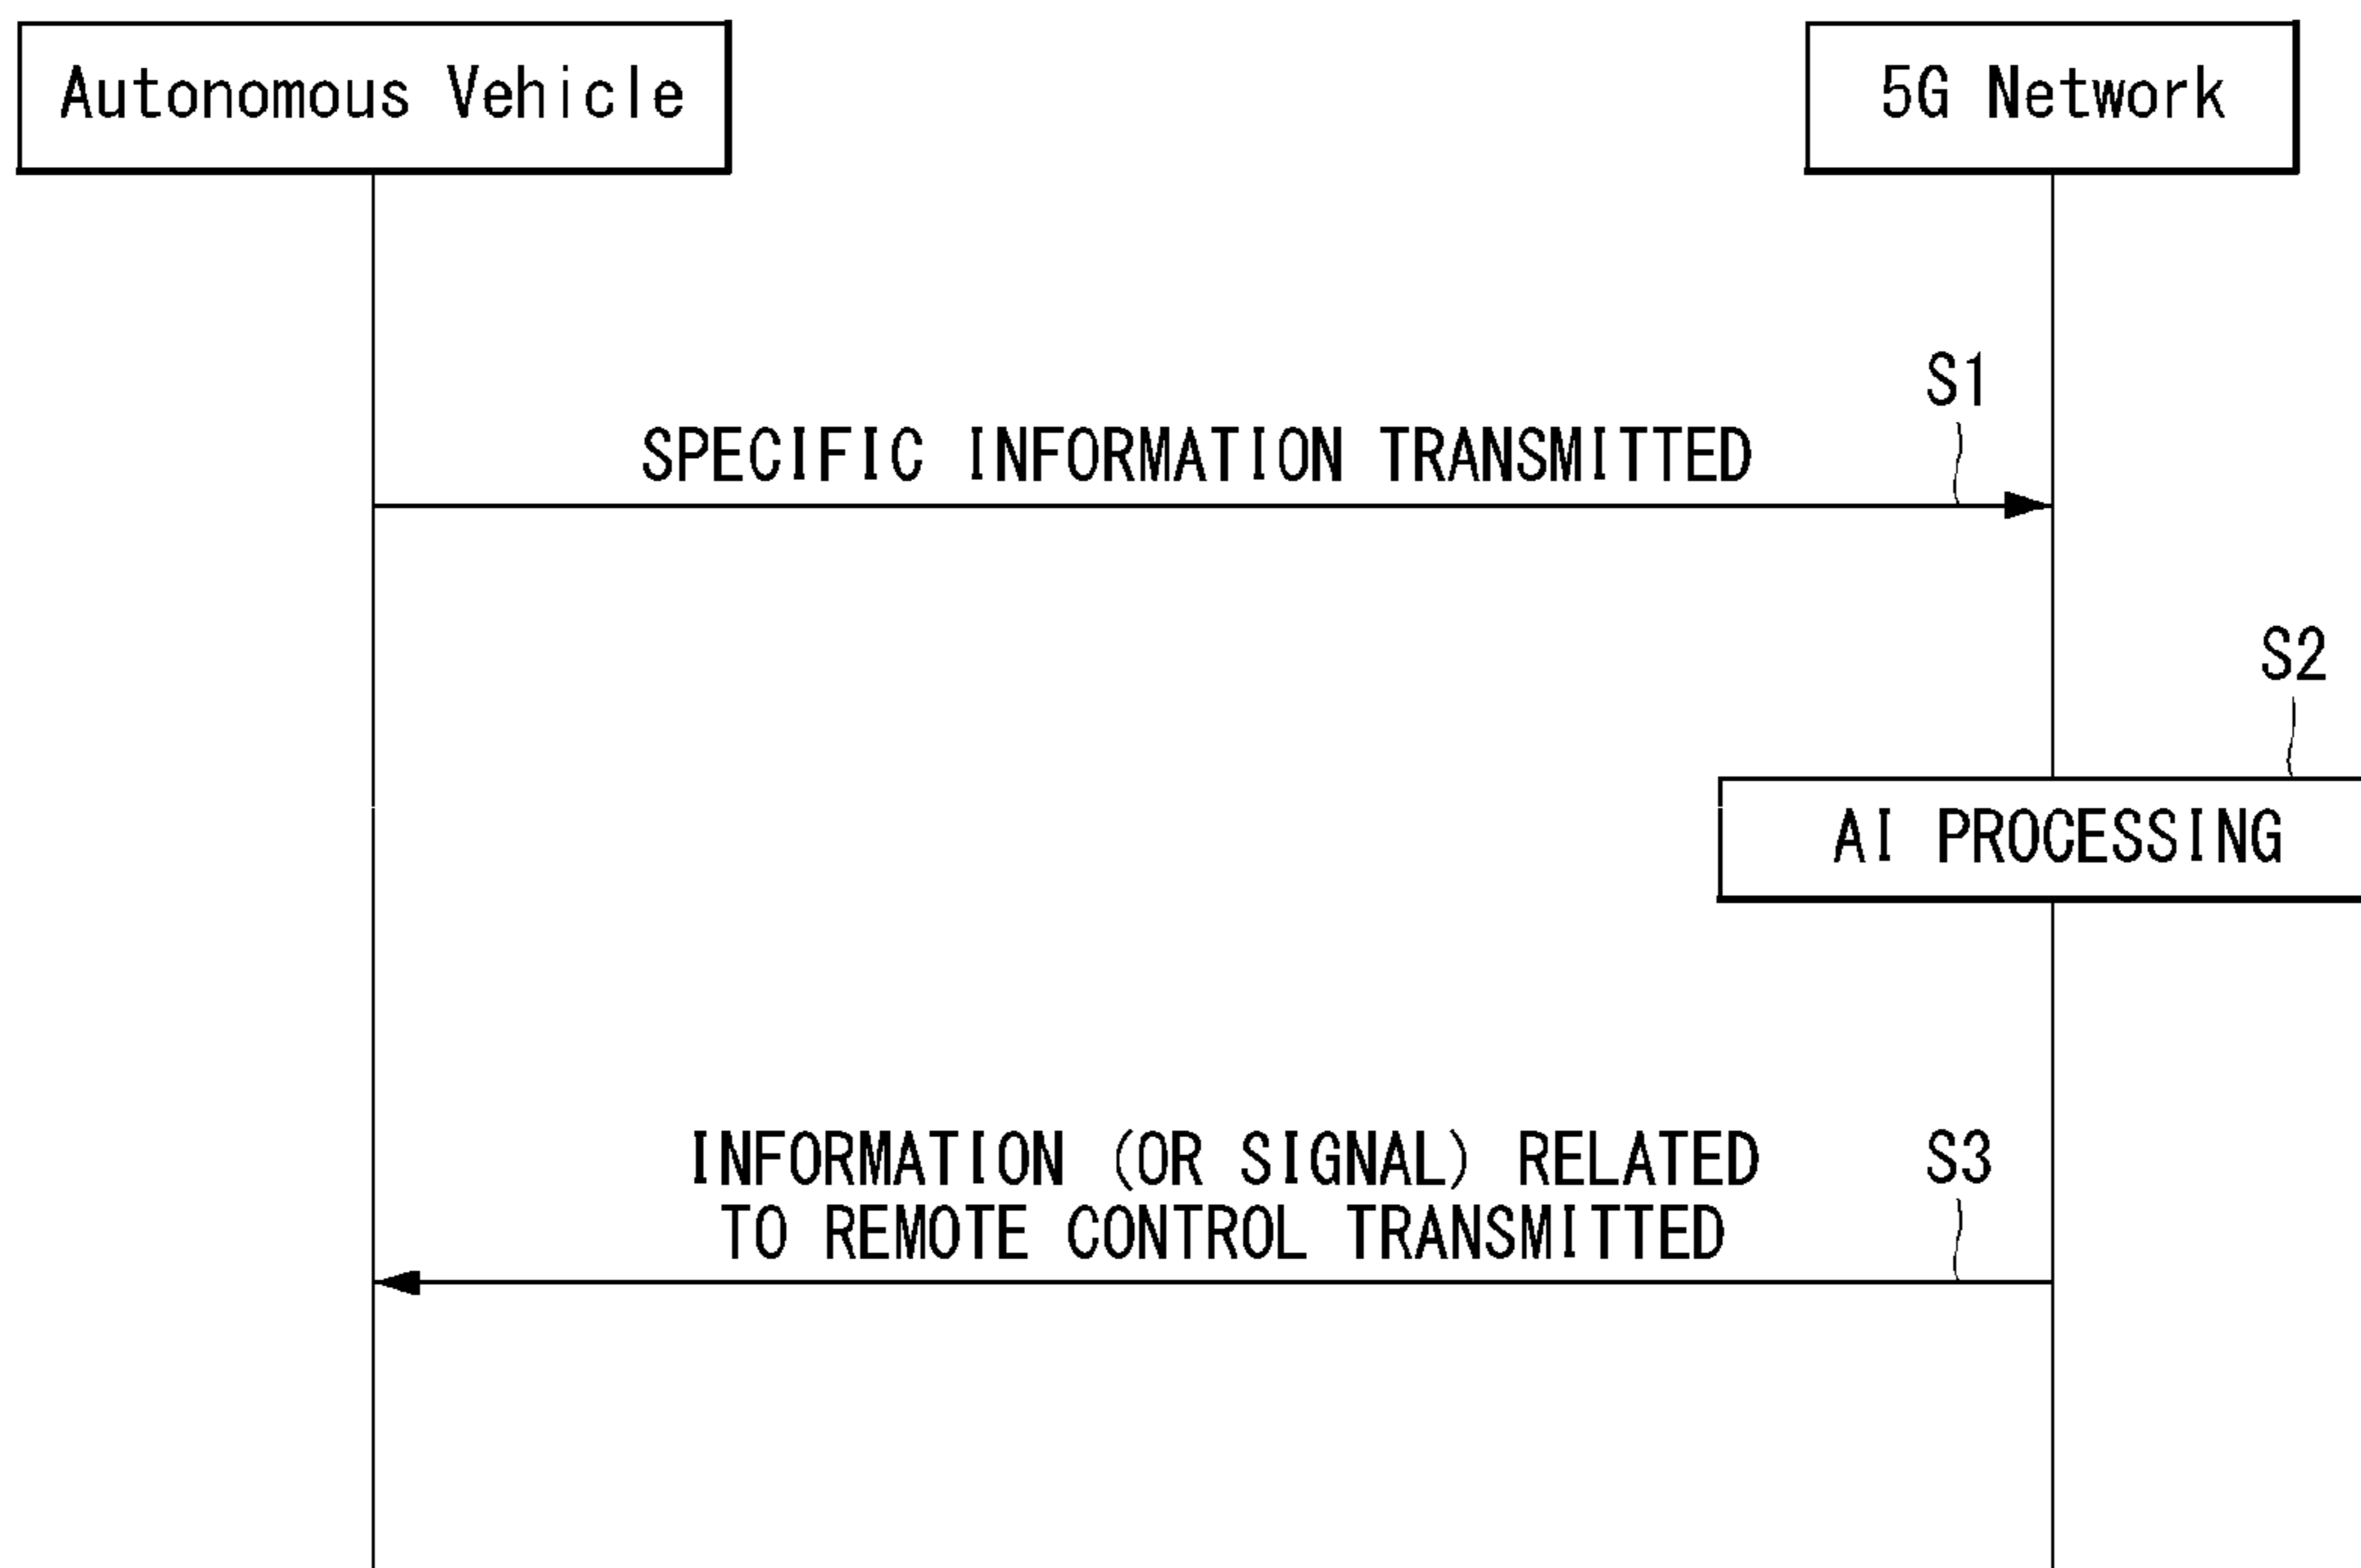 Autonomous Vehicle
5G Network
S1
SPECIFIC INFORMATION TRANSMITTED
S2
AI PROCESSING
INFORMATION (OR SIGNAL) RELATED
TO REMOTE CONTROL TRANSMITTED
S3